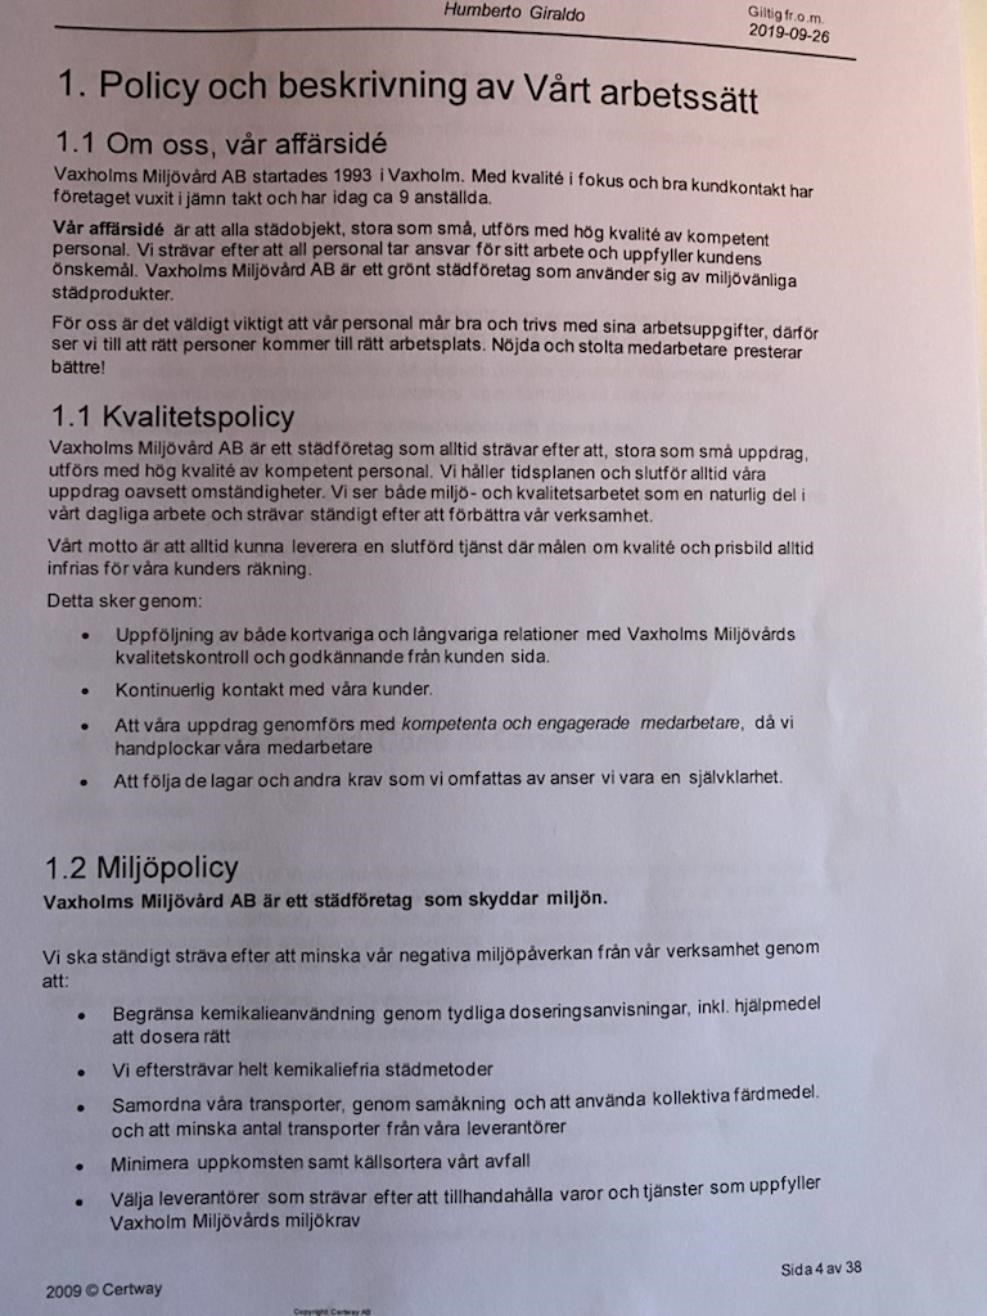 Humberto Giraldo
Giltig fr.o.m.
2019-09-26
1. Policy och beskrivning av Vårt arbetssätt
1.1 Om oss, vår affärsidé
Vaxholms Miljövård AB startades 1993 i Vaxholm. Med kvalité i fokus och bra kundkontakt har
företaget vuxit i jämn takt och har idag ca 9 anställda.
Vår affärsidé är att alla städobjekt, stora som små, utförs med hög kvalité av kompetent
personal. Vi strävar efter att all personal tar ansvar för sitt arbete och uppfyller kundens
önskemål. Vaxholms Miljövård AB är ett grönt städföretag som använder sig av miljövänliga
städprodukter.
För oss är det väldigt viktigt att vår personal mår bra och trivs med sina arbetsuppgifter, därför
ser vi till att rätt personer kommer till rätt arbetsplats. Nöjda och stolta medarbetare presterar
bättre!
1.1 Kvalitetspolicy
Vaxholms Miljövård AB är ett städföretag som alltid strävar efter att, stora som små uppdrag,
utförs med hög kvalité av kompetent personal. Vi håller tidsplanen och slutför alltid våra
uppdrag oavsett omständigheter. Vi ser både miljö- och kvalitetsarbetet som en naturlig del i
vårt dagliga arbete och strävar ständigt efter att förbättra vår verksamhet.
Vårt motto är att alltid kunna leverera en slutförd tjänst där målen om kvalité och prisbild alltid
infrias för våra kunders räkning.
Detta sker genom:
• Uppföljning av både kortvariga och långvariga relationer med Vaxholms Miljövårds
kvalitetskontroll och godkännande från kunden sida.
• Kontinuerlig kontakt med våra kunder.
• Att våra uppdrag genomförs med kompetenta och engagerade medarbetare, då vi
handplockar våra medarbetare
• Att följa de lagar och andra krav som vi omfattas av anser vi vara en självklarhet.
1.2 Miljöpolicy
Vaxholms Miljövård AB är ett städföretag som skyddar miljön.
Vi ska ständigt sträva efter att minska vår negativa miljöpåverkan från vår verksamhet genom
att:
• Begränsa kemikalieanvändning genom tydliga doseringsanvisningar, inkl. hjälpmedel
att dosera rätt
• Vi eftersträvar helt kemikaliefria städmetoder
• Samordna våra transporter, genom samåkning och att använda kollektiva färdmedel.
och att minska antal transporter från våra leverantörer
• Minimera uppkomsten samt källsortera vårt avfall
• Välja leverantörer som strävar efter att tillhandahålla varor och tjänster som uppfyller
Vaxholm Miljövårds miljökrav
Sida 4 av 38
2009 © Certway
Copyright Certway AB